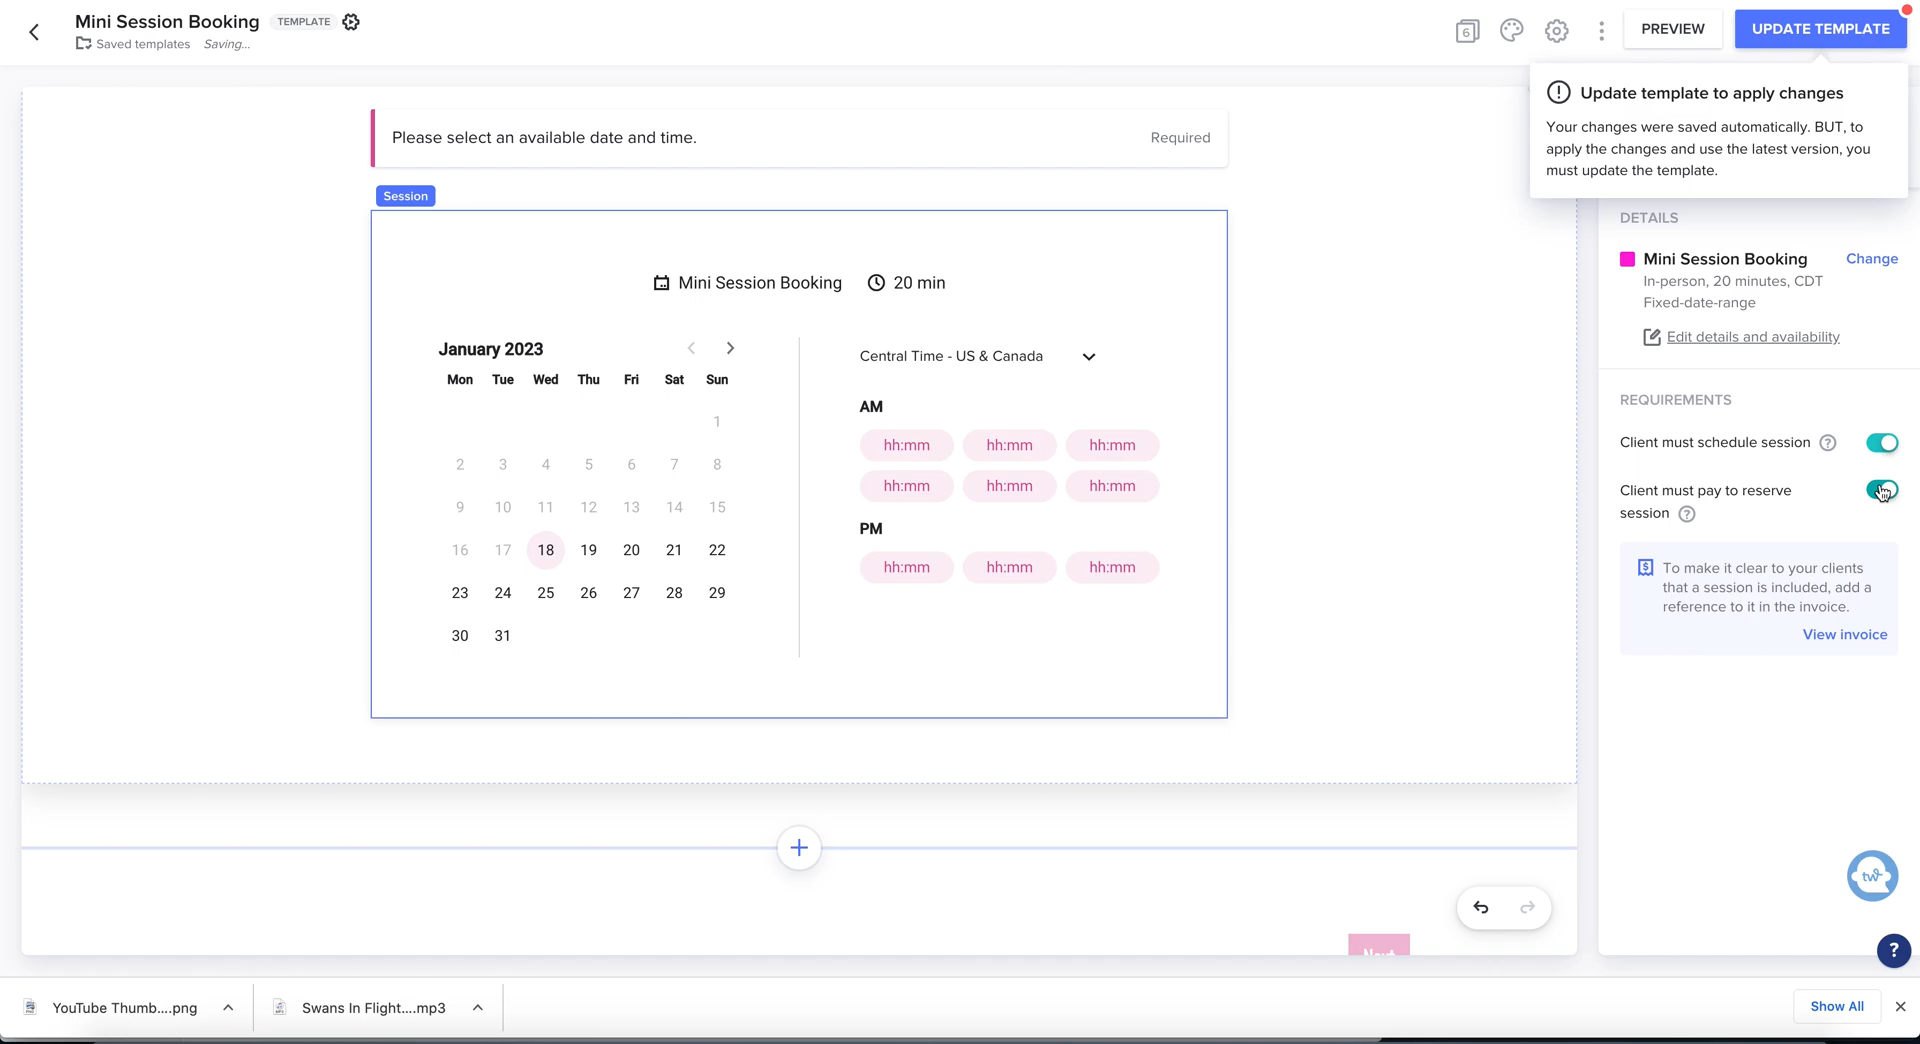 Mini Session Booking TEMPLATE
Saved templates Saving...
6
PREVIEW
UPDATE TEMPLATE
Update template to apply changes
Your changes were saved automatically. BUT, to
apply the changes and use the latest version, you
must update the template.
Please select an available date and time.
Required
Session
Mini Session Booking 20 min
January 2023
Mon Tue Wed Thu Fri Sat Sun
1
2 3 4 5 6 7 8
9 10 11 12 13 14 15
16 17 18 19 20 21 22
23 24 25 26 27 28 29
30 31
Central Time - US & Canada
AM
hh:mm hh:mm hh:mm
hh:mm hh:mm hh:mm
PM
hh:mm hh:mm hh:mm
Next
DETAILS
Mini Session Booking Change
In-person, 20 minutes, CDT
Fixed-date-range
Edit details and availability
REQUIREMENTS
Client must schedule session ?
Client must pay to reserve
session ?
To make it clear to your clients
that a session is included, add a
reference to it in the invoice.
View invoice
tw
?
YouTube Thumb....png
Swans In Flight....mp3
Show All